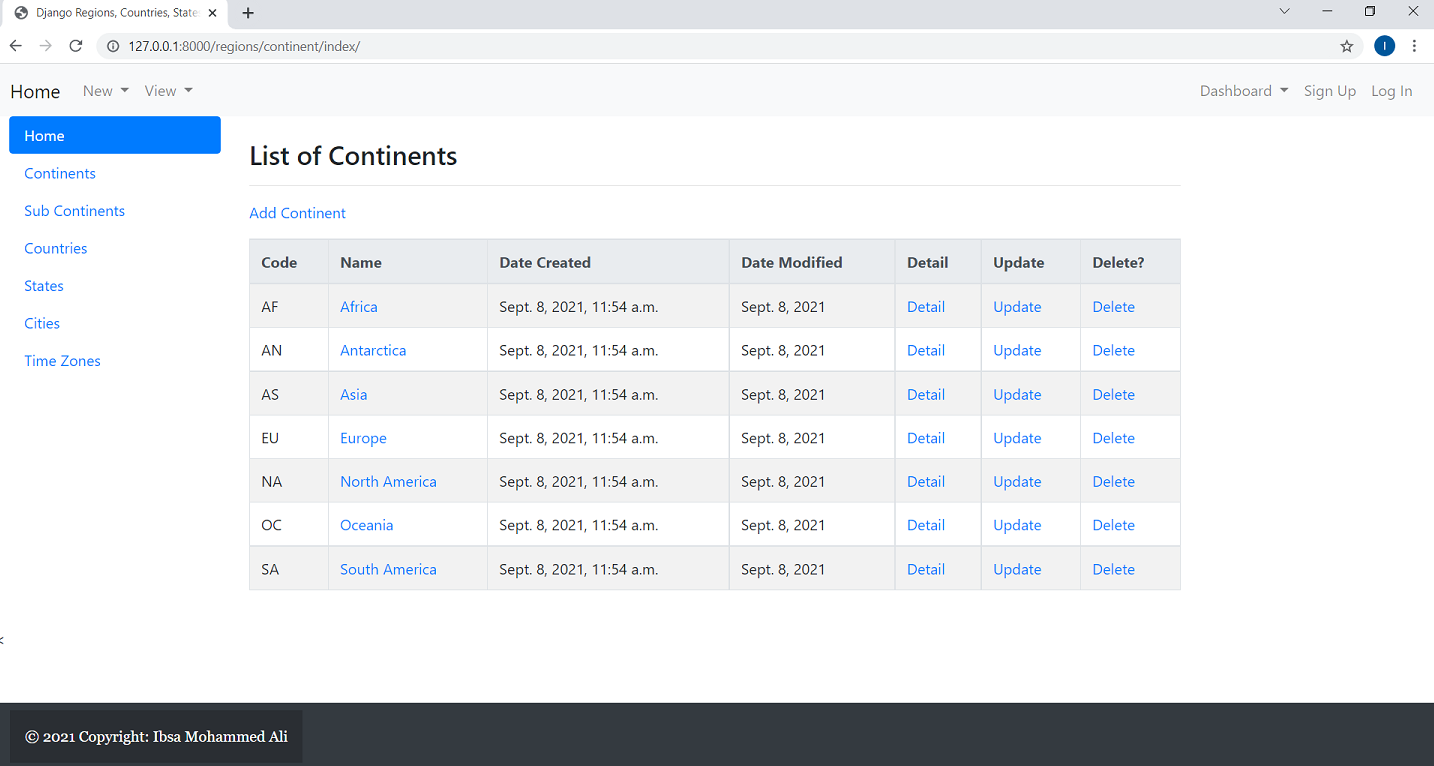 Django Regions, Countries, State
127.0.0.1:8000/regions/continent/index/
I
Home New View Dashboard Sign Up Log In
Home
Continents
Sub Continents
Countries
States
Cities
Time Zones
List of Continents
Add Continent
Code Name Date Created Date Modified Detail Update Delete?
AF Africa Sept. 8, 2021, 11:54 a.m. Sept. 8, 2021 Detail Update Delete
AN Antarctica Sept. 8, 2021, 11:54 a.m. Sept. 8, 2021 Detail Update Delete
AS Asia Sept. 8, 2021, 11:54 a.m. Sept. 8, 2021 Detail Update Delete
EU Europe Sept. 8, 2021, 11:54 a.m. Sept. 8, 2021 Detail Update Delete
NA North America Sept. 8, 2021, 11:54 a.m. Sept. 8, 2021 Detail Update Delete
OC Oceania Sept. 8, 2021, 11:54 a.m. Sept. 8, 2021 Detail Update Delete
SA South America Sept. 8, 2021, 11:54 a.m. Sept. 8, 2021 Detail Update Delete
<
© 2021 Copyright: Ibsa Mohammed Ali